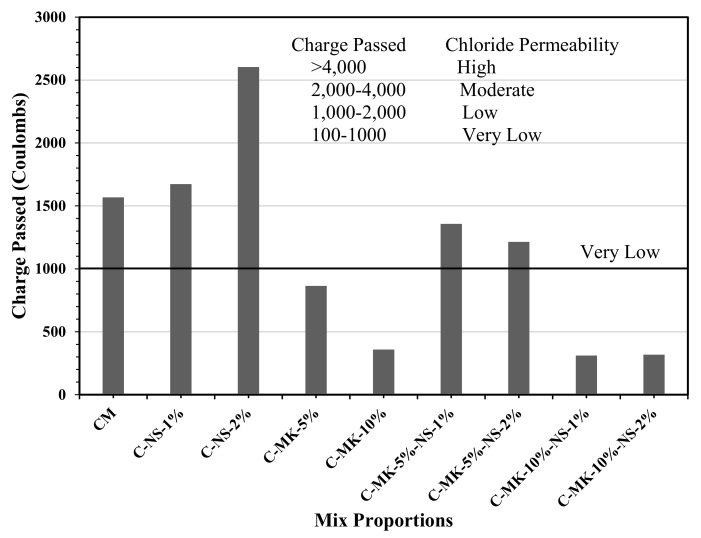 3000
2500
2000
1500
1000
500
0
Charge Passed (Coulombs)
Charge Passed Chloride Permeability
>4,000 High
2,000-4,000 Moderate
1,000-2,000 Low
100-1000 Very Low
Very Low
CM
C-NS-1%
C-NS-2%
C-MK-5%
C-MK-10%
C-MK-5%-NS-1%
C-MK-5%-NS-2%
C-MK-10%-NS-1%
C-MK-10%-NS-2%
Mix Proportions